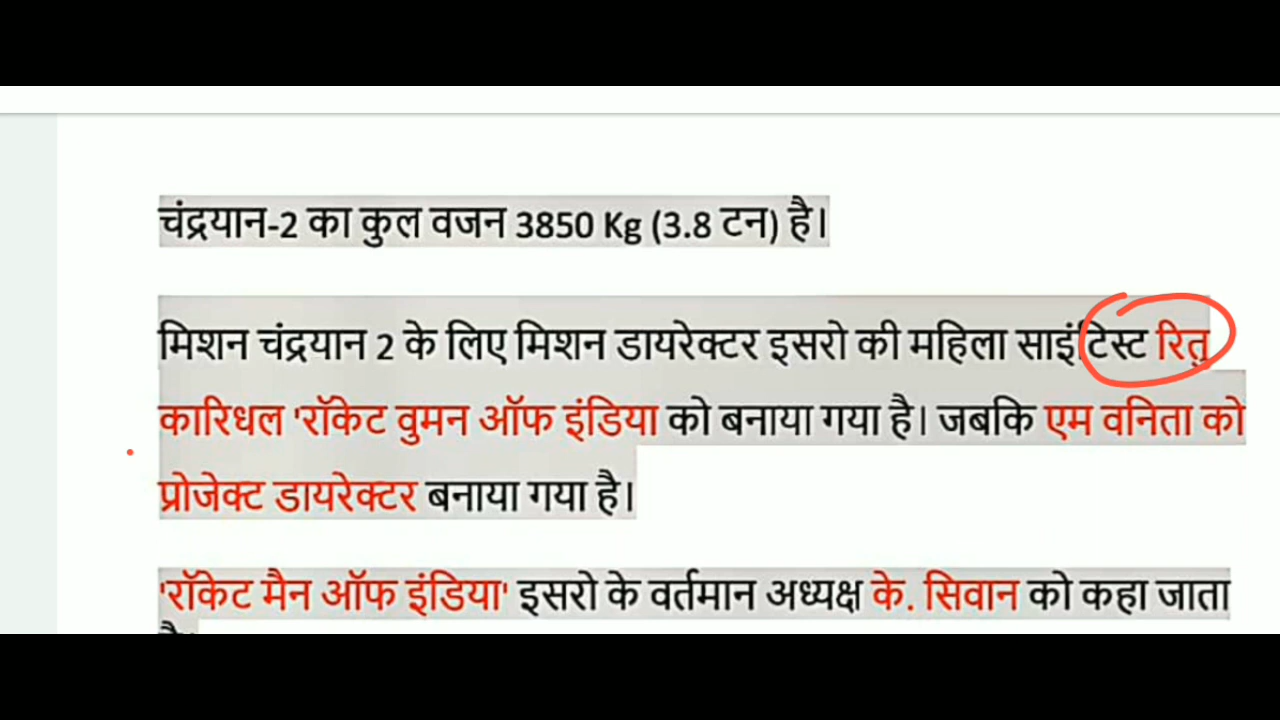 चंद्रयान-2 का कुल वजन 3850 Kg (3.8 टन) है।
मिशन चंद्रयान 2 के लिए मिशन डायरेक्टर इसरो की महिला साइंटिस्ट रितु
कारिधल 'रॉकेट वुमन ऑफ इंडिया को बनाया गया है। जबकि एम वनिता को
प्रोजेक्ट डायरेक्टर बनाया गया है।
'रॉकेट मैन ऑफ इंडिया' इसरो के वर्तमान अध्यक्ष के. सिवान को कहा जाता